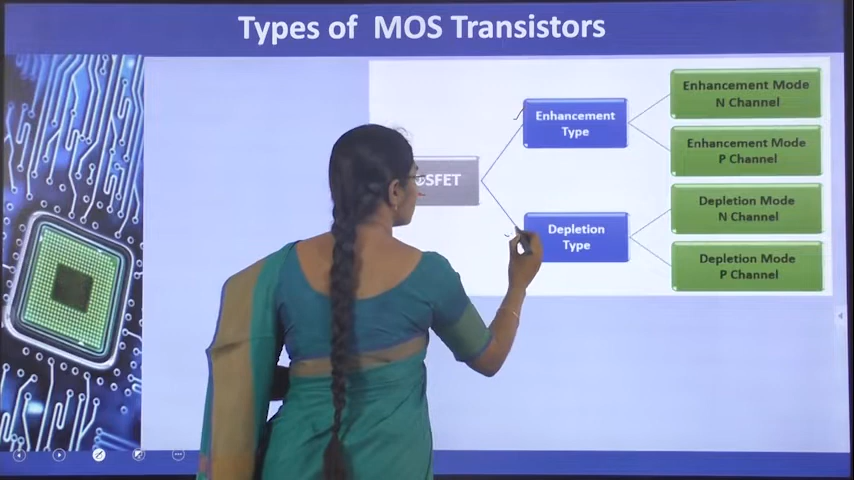 Types of MOS Transistors
SFET
Enhancement
Type
Depletion
Type
Enhancement Mode
N Channel
Enhancement Mode
P Channel
Depletion Mode
N Channel
Depletion Mode
P Channel